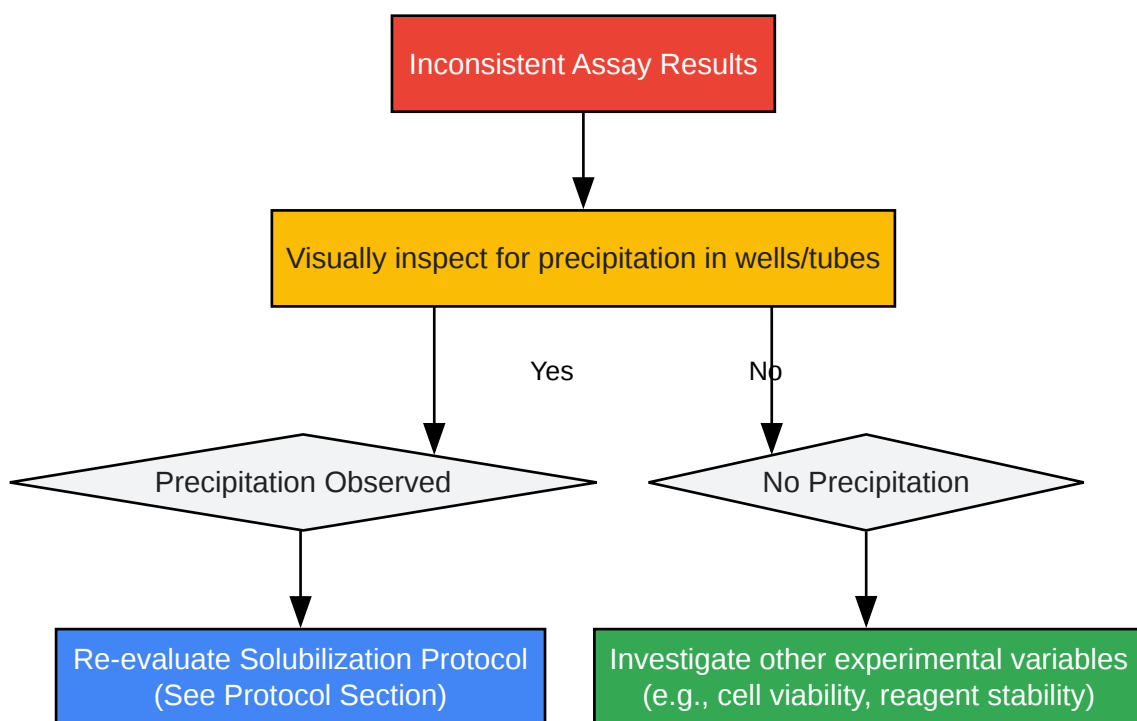 Inconsistent Assay Results
Visually inspect for precipitation in wells/tubes
Yes
No
Precipitation Observed
No Precipitation
Re-evaluate Solubilization Protocol
(See Protocol Section)
Investigate other experimental variables
(e.g., cell viability, reagent stability)